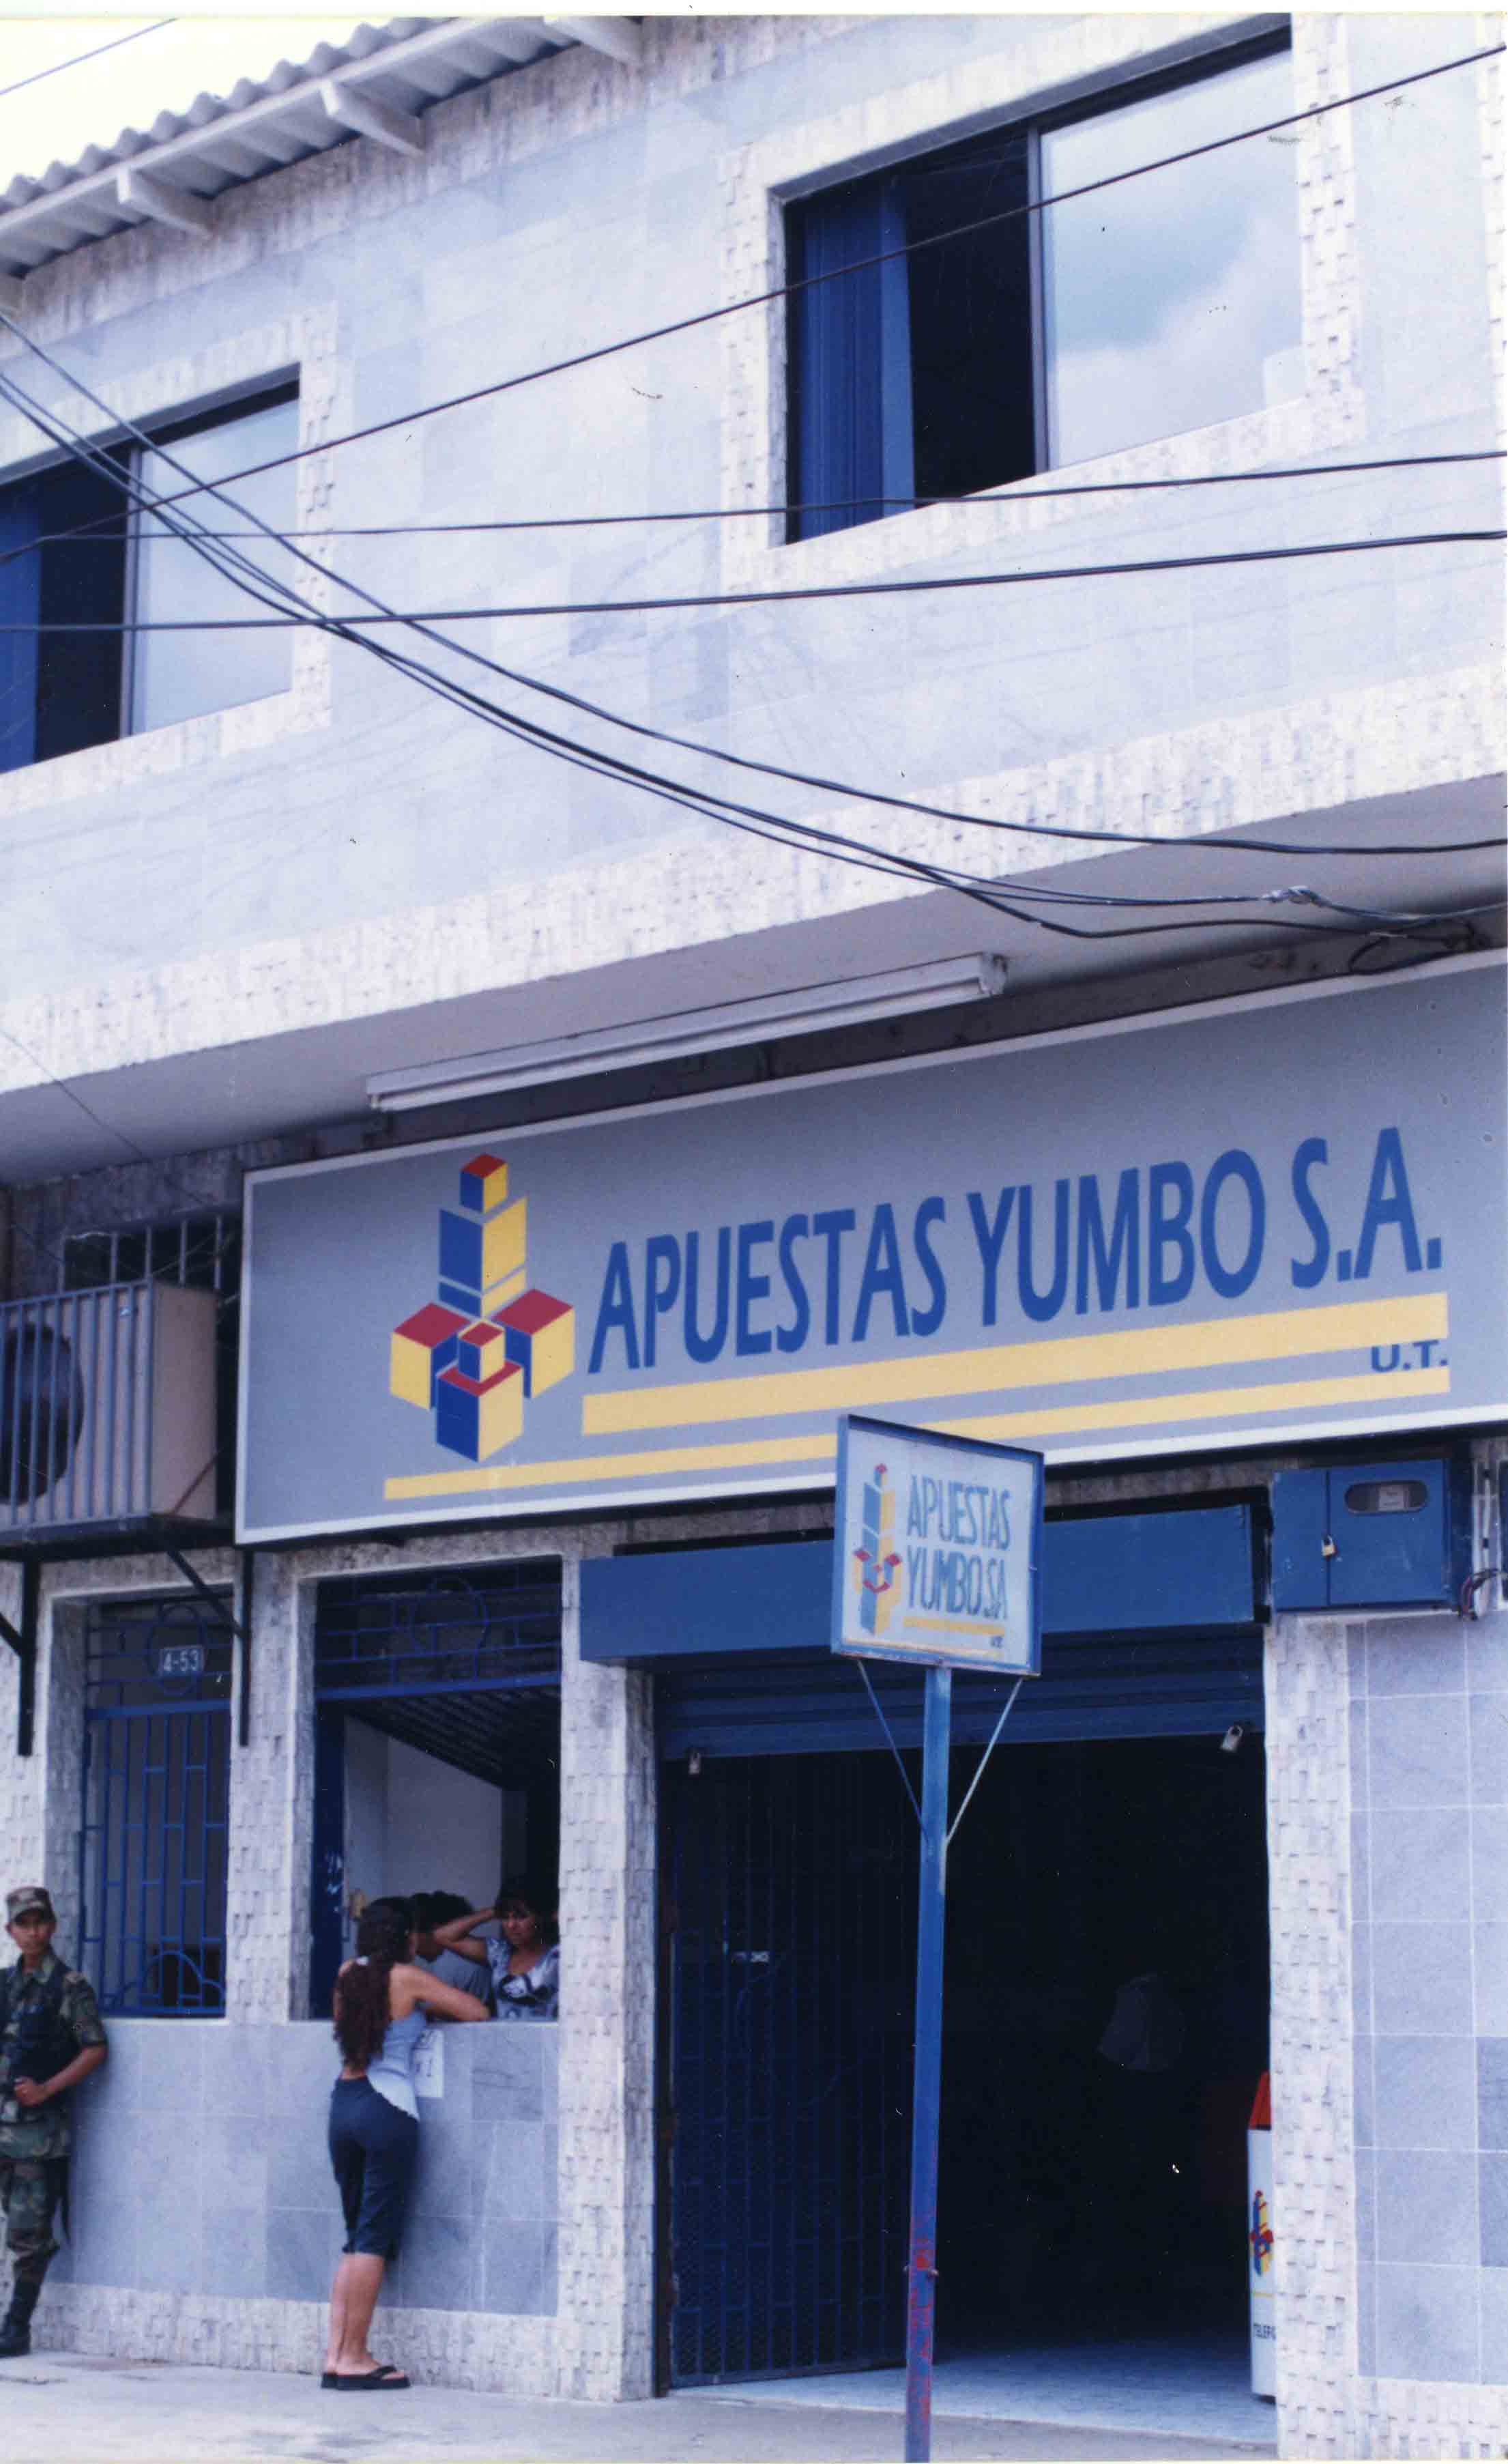 APUESTAS YUMBO S.A.
U.T.
APUESTAS
YUMBO S.A
U.T.
4-53